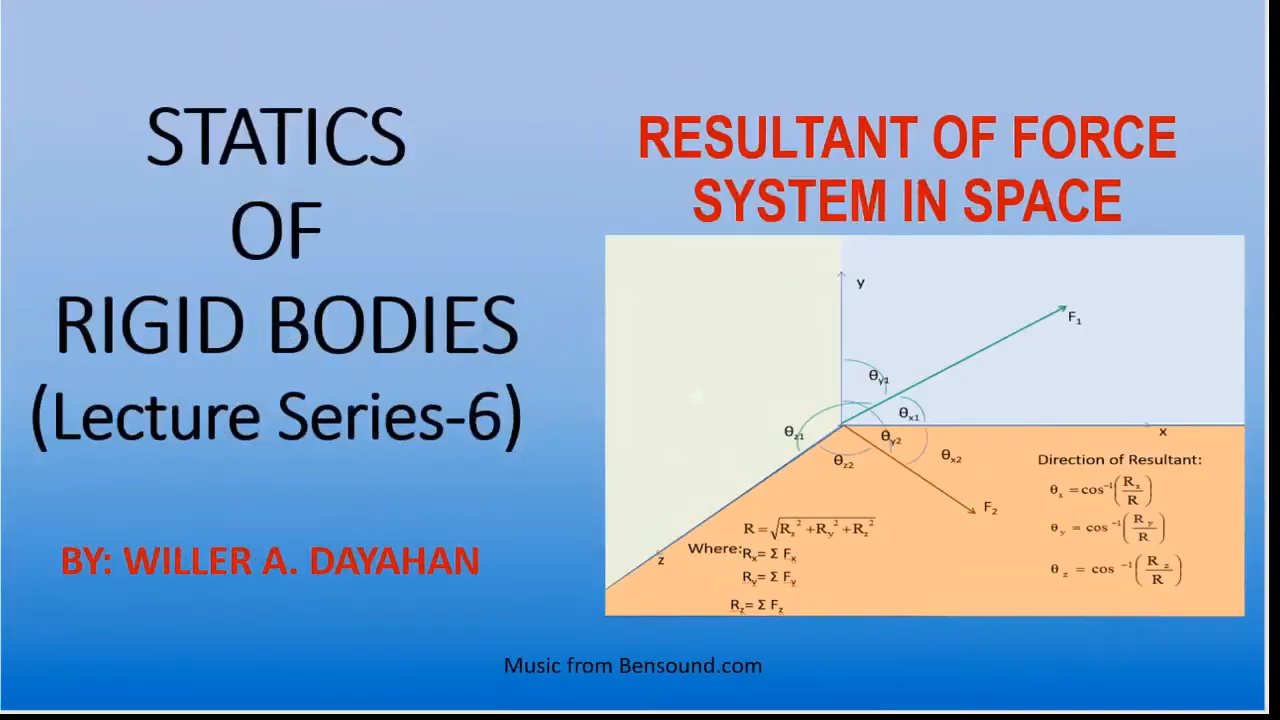 STATICS
OF
RIGID BODIES
(Lecture Series-6)
BY: WILLER A. DAYAHAN
RESULTANT OF FORCE
SYSTEM IN SPACE
y
F₁
θy1
θx1
θz1
θy2
x
θz2
θx2
Direction of Resultant:
θx = cos⁻¹(Rx/R)
F₂
R = √Rx² + Ry² + Rz²
θy = cos⁻¹(Ry/R)
Where: Rx= Σ Fx
z
θz = cos⁻¹(Rz/R)
Ry= Σ Fy
Rz= Σ Fz
Music from Bensound.com